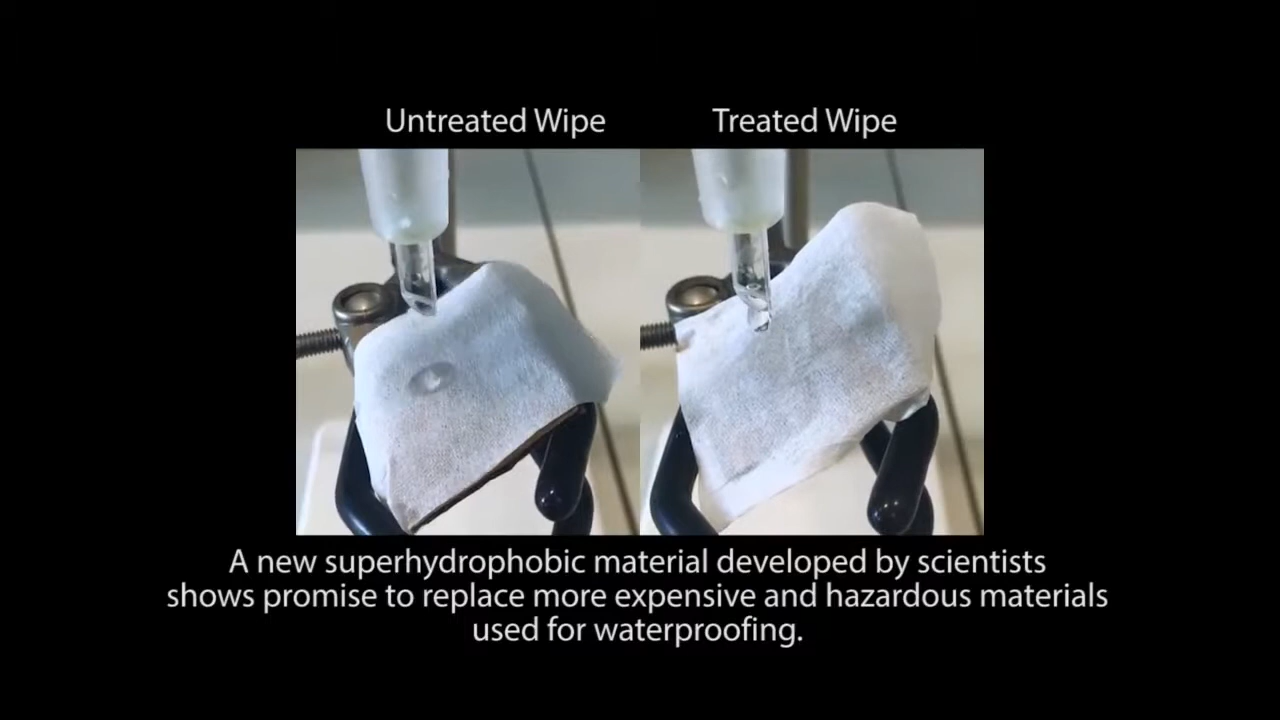 Untreated Wipe
Treated Wipe
A new superhydrophobic material developed by scientists
shows promise to replace more expensive and hazardous materials
used for waterproofing.